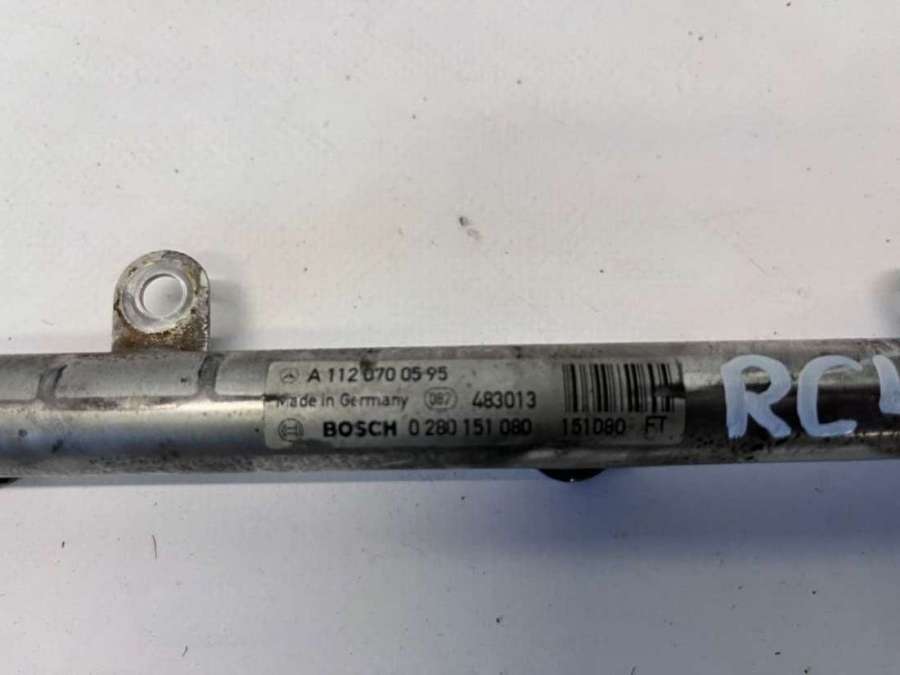 A 112 070 05 95
Made in Germany 087 483013
BOSCH 0 280 151 080 151080 FT
RC